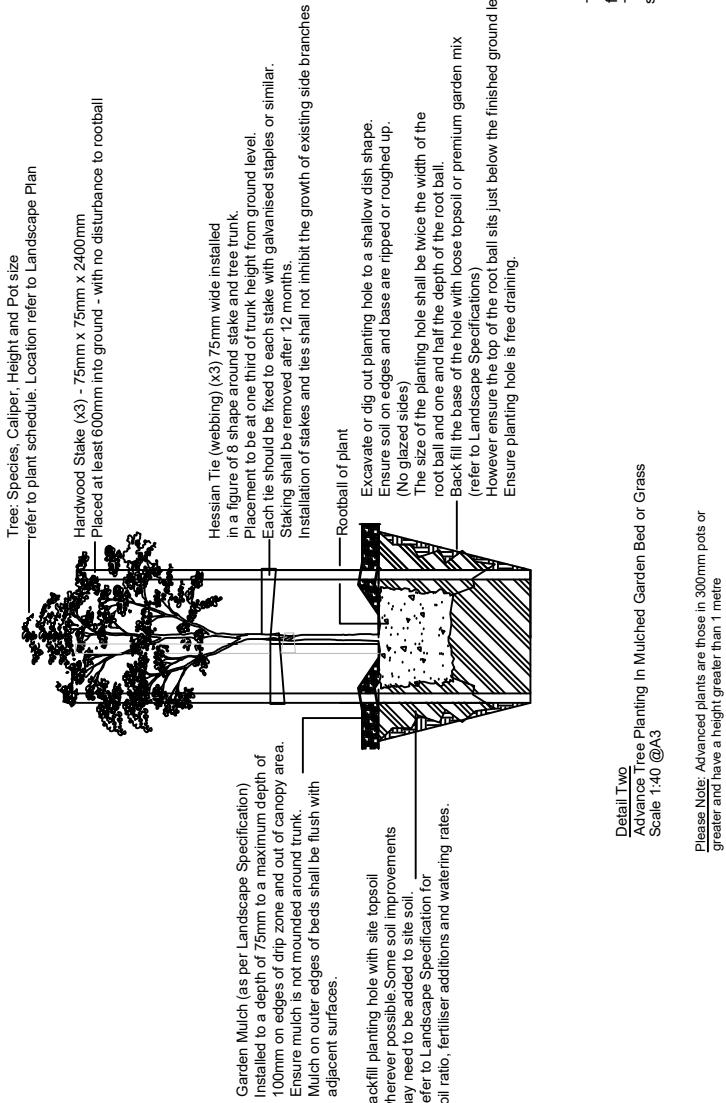 Tree: Species, Caliper, Height and Pot size
refer to plant schedule. Location refer to Landscape Plan
Hardwood Stake (x3) - 75mm x 75mm x 2400mm
Placed at least 600mm into ground - with no disturbance to rootball
Hessian Tie (webbing) (x3) 75mm wide installed
in a figure of 8 shape around stake and tree trunk.
Placement to be at one third of trunk height from ground level.
Each tie should be fixed to each stake with galvanised staples or similar.
Staking shall be removed after 12 months.
Installation of stakes and ties shall not inhibit the growth of existing side branches
Rootball of plant
Excavate or dig out planting hole to a shallow dish shape.
Ensure soil on edges and base are ripped or roughed up.
(No glazed sides)
The size of the planting hole shall be twice the width of the
root ball and one and half the depth of the root ball.
Back fill the base of the hole with loose topsoil or premium garden mix
(refer to Landscape Specifications)
However ensure the top of the root ball sits just below the finished ground le
Ensure planting hole is free draining.
Garden Mulch (as per Landscape Specification)
Installed to a depth of 75mm to a maximum depth of
100mm on edges of drip zone and out of canopy area.
Ensure mulch is not mounded around trunk.
Mulch on outer edges of beds shall be flush with
adjacent surfaces.
ackfill planting hole with site topsoil
wherever possible.Some soil improvements
may need to be added to site soil.
efer to Landscape Specification for
oil ratio, fertiliser additions and watering rates.
Detail Two
Advance Tree Planting In Mulched Garden Bed or Grass
Scale 1:40 @A3
Please Note: Advanced plants are those in 300mm pots or
greater and have a height greater than 1 metre